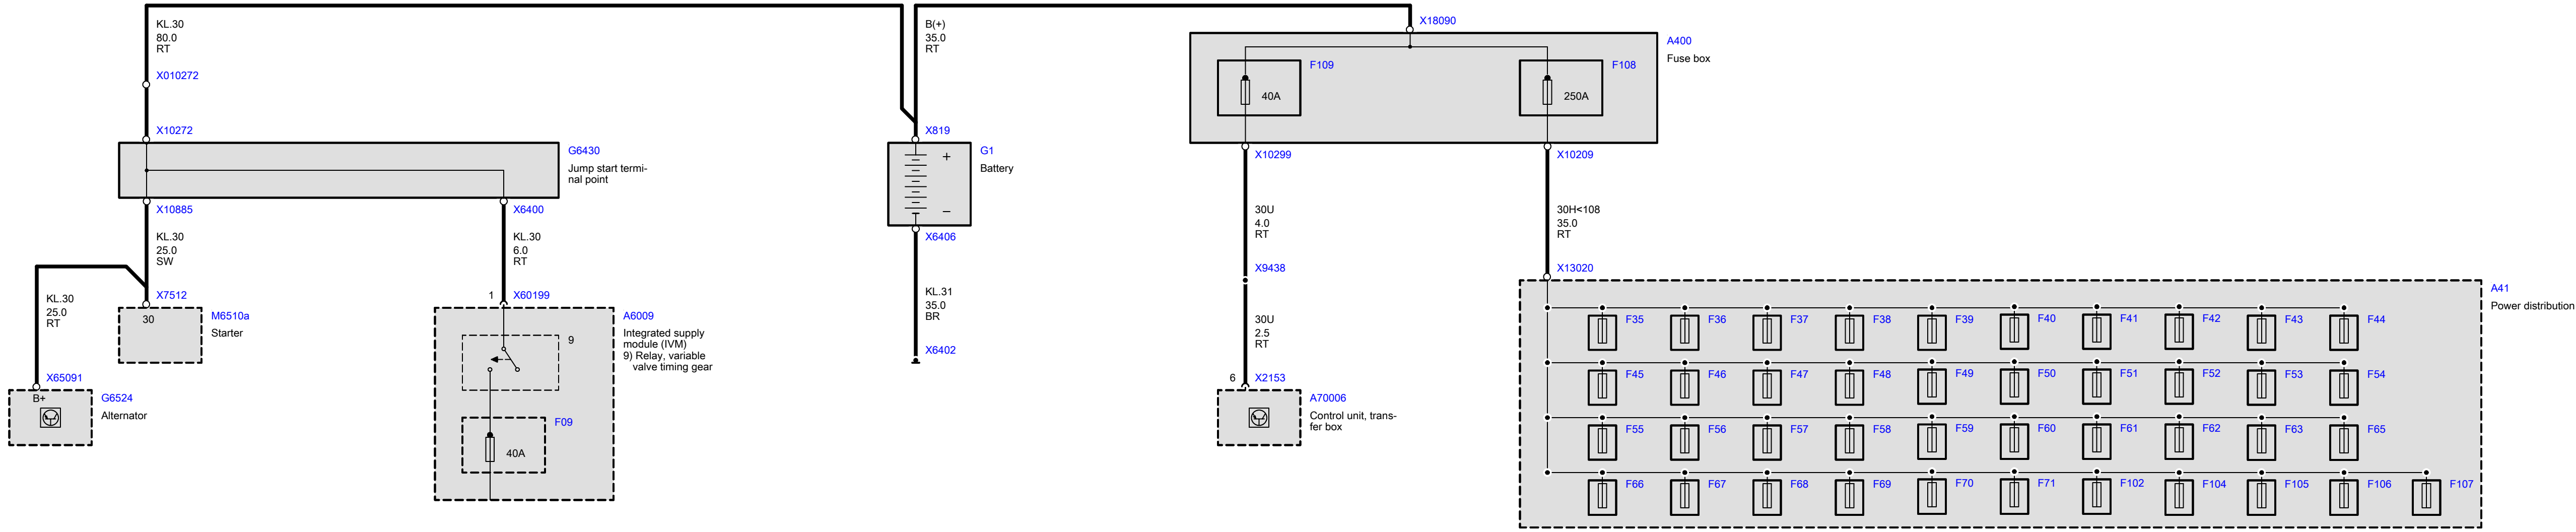 KL.30
80.0
RT
X010272
X10272
G6430
Jump start termi-
nal point
X10885
X6400
KL.30
25.0
SW
KL.30
6.0
RT
KL.30
25.0
RT
X7512
30
M6510a
Starter
X65091
B+
G6524
Alternator
1
X60199
A6009
Integrated supply
module (IVM)
9) Relay, variable
valve timing gear
9
F09
40A
B(+)
35.0
RT
X819
G1
Battery
+
–
X6406
KL.31
35.0
BR
X6402
X18090
A400
Fuse box
F109
40A
F108
250A
X10299
X10209
30U
4.0
RT
X9438
30U
2.5
RT
6
X2153
A70006
Control unit, trans-
fer box
30H<108
35.0
RT
X13020
A41
Power distribution
F35
F36
F37
F38
F39
F40
F41
F42
F43
F44
F45
F46
F47
F48
F49
F50
F51
F52
F53
F54
F55
F56
F57
F58
F59
F60
F61
F62
F63
F65
F66
F67
F68
F69
F70
F71
F102
F104
F105
F106
F107